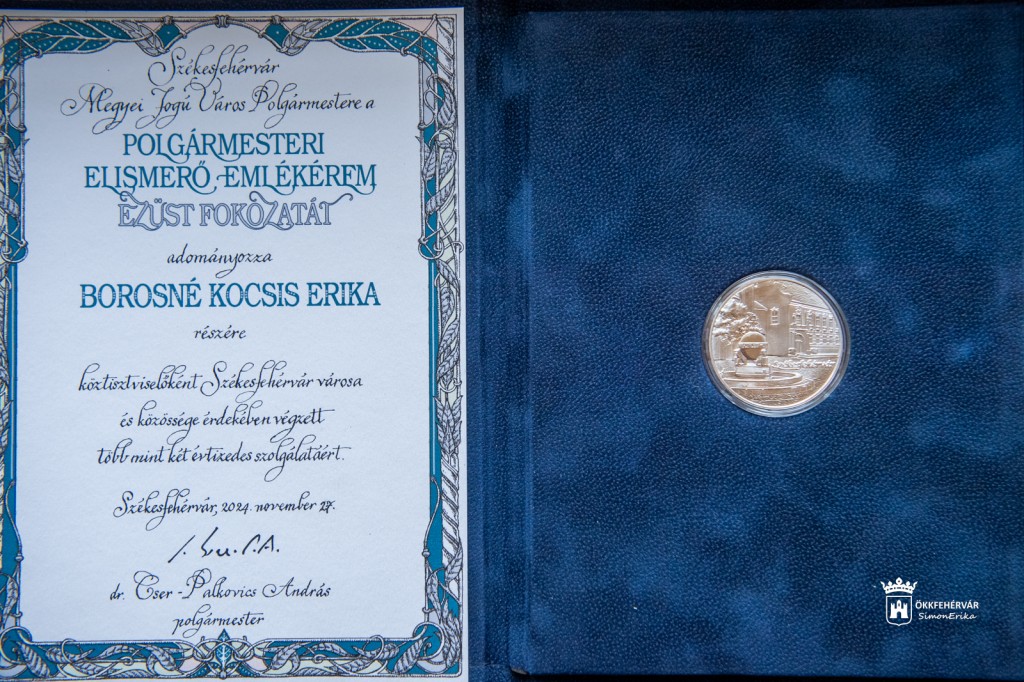 Székesfehérvár
Megyei Jogú Város Polgármestere a
POLGÁRMESTERI
ELISMERŐ EMLÉKÉREM
EZÜST FOKOZATÁT
adományozza
BOROSNÉ KOCSIS ERIKA
részére
köztisztviselőként Székesfehérvár városa
és közössége érdekében végzett
több mint két évtizedes szolgálatáért.
Székesfehérvár, 2024. november
dr. Cser-Palkovics András
polgármester
ÖKKFEHÉRVÁR
SimonErika